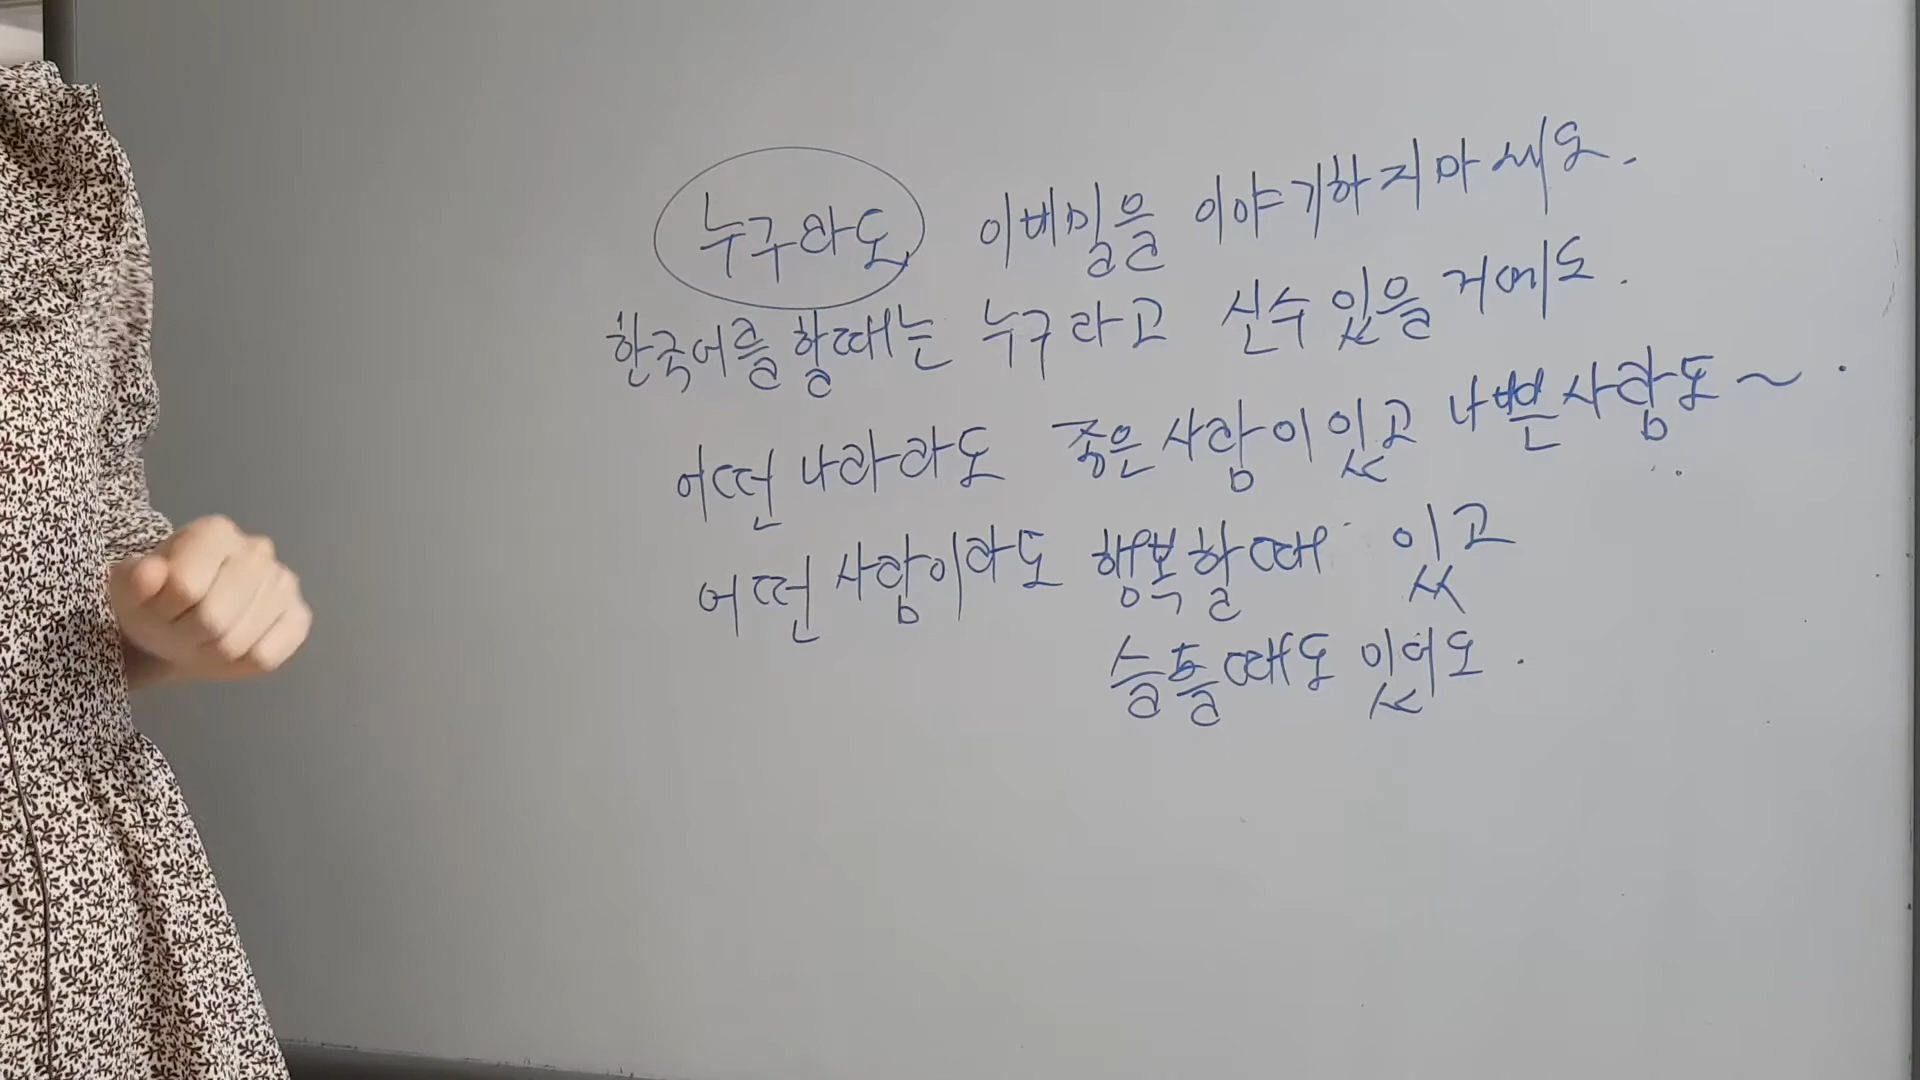 누구라도 이 비밀을 이야기하지 마세요.
한국어를 할때는 누구라고 신수있을 거예요.
어떤 나라라도 좋은 사람이 있고 나쁜 사람도~.
어떤 사람이라도 행복할 때 있고
슬플 때도 있어요.